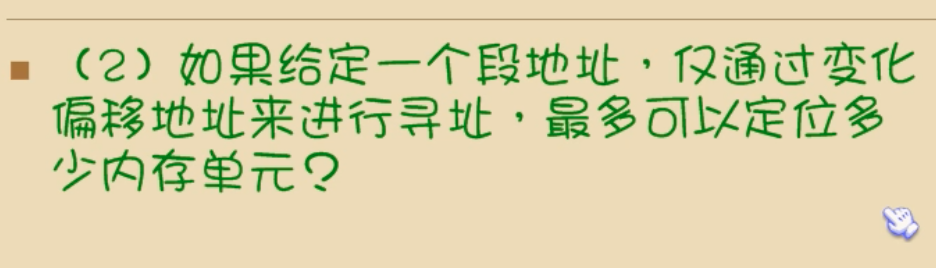 ■ （2）如果给定一个段地址，仅通过变化
偏移地址来进行寻址，最多可以定位多
少内存单元？